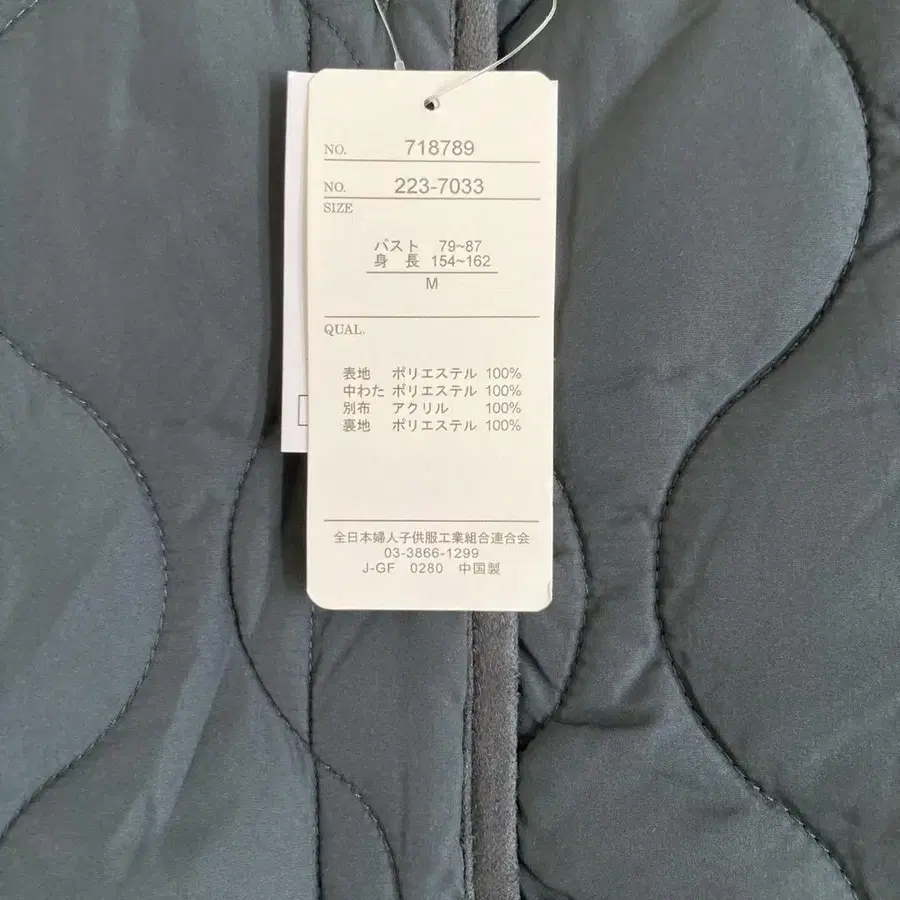 NO. 718789
NO. 223-7033
SIZE
バスト 79~87
身 長 154~162
M
QUAL.
表地 ポリエステル 100%
中わた ポリエステル 100%
別布 アクリル 100%
裏地 ポリエステル 100%
全日本婦人子供服工業組合連合会
03-3866-1299
J-GF 0280 中国製